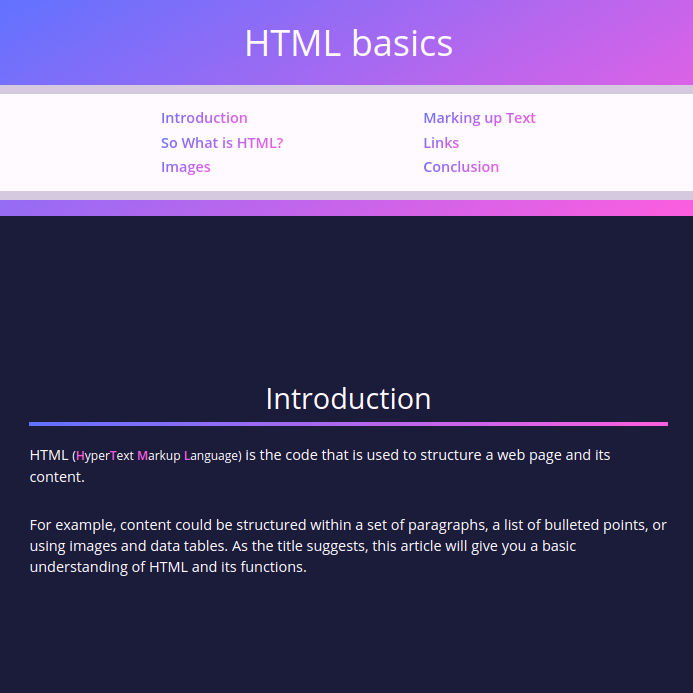 HTML basics
Introduction
Marking up Text
So What is HTML?
Links
Images
Conclusion
Introduction
HTML (HyperText Markup Language) is the code that is used to structure a web page and its
content.
For example, content could be structured within a set of paragraphs, a list of bulleted points, or
using images and data tables. As the title suggests, this article will give you a basic
understanding of HTML and its functions.